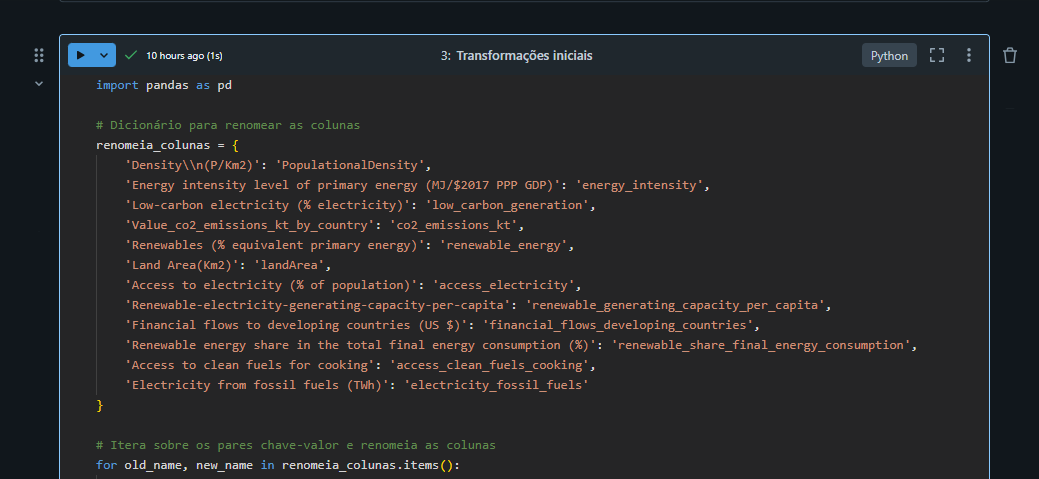 10 hours ago (1s)
3: Transformações iniciais
Python
import pandas as pd
# Dicionário para renomear as colunas
renomeia_colunas = {
'Density\\n(P/Km2)': 'PopulationalDensity',
'Energy intensity level of primary energy (MJ/$2017 PPP GDP)': 'energy_intensity',
'Low-carbon electricity (% electricity)': 'low_carbon_generation',
'Value_co2_emissions_kt_by_country': 'co2_emissions_kt',
'Renewables (% equivalent primary energy)': 'renewable_energy',
'Land Area(Km2)': 'landArea',
'Access to electricity (% of population)': 'access_electricity',
'Renewable-electricity-generating-capacity-per-capita': 'renewable_generating_capacity_per_capita',
'Financial flows to developing countries (US $)': 'financial_flows_developing_countries',
'Renewable energy share in the total final energy consumption (%)': 'renewable_share_final_energy_consumption',
'Access to clean fuels for cooking': 'access_clean_fuels_cooking',
'Electricity from fossil fuels (TWh)': 'electricity_fossil_fuels'
}
# Itera sobre os pares chave-valor e renomeia as colunas
for old_name, new_name in renomeia_colunas.items():